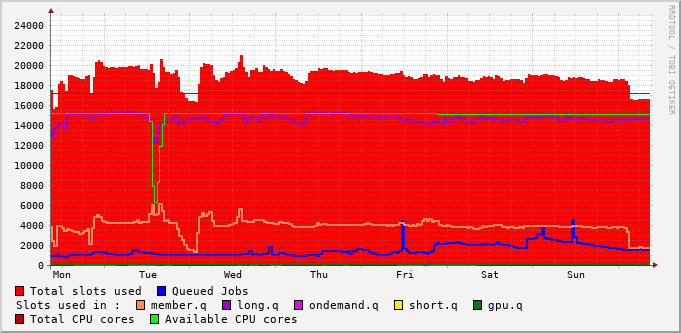 RRDTOOL / TOBI OETIKER
24000
22000
20000
18000
16000
14000
12000
10000
8000
6000
4000
2000
0
Mon Tue Wed Thu Fri Sat Sun
Total slots used Queued Jobs
Slots used in : member.q long.q ondemand.q short.q gpu.q
Total CPU cores Available CPU cores